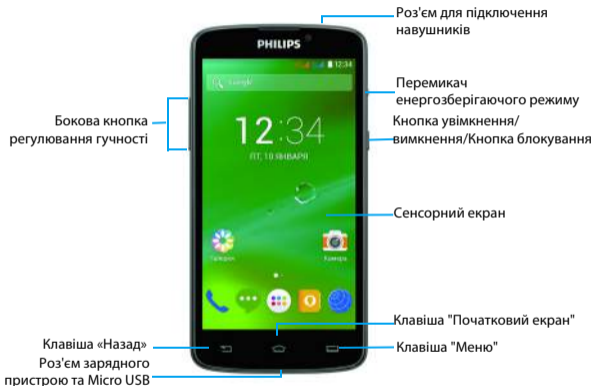 Роз'єм для підключення
навушників
PHILIPS
12:34
Google
Перемикач
енергозберігаючого режиму
Бокова кнопка
регулювання гучності
12:34
ПТ, 10 ЯНВАРЯ
Кнопка увімкнення/
вимкнення/Кнопка блокування
Сенсорний екран
Галерея
Камера
Клавіша "Початковий екран"
Клавіша «Назад»
Клавіша "Меню"
Роз'єм зарядного
пристрою та Micro USB